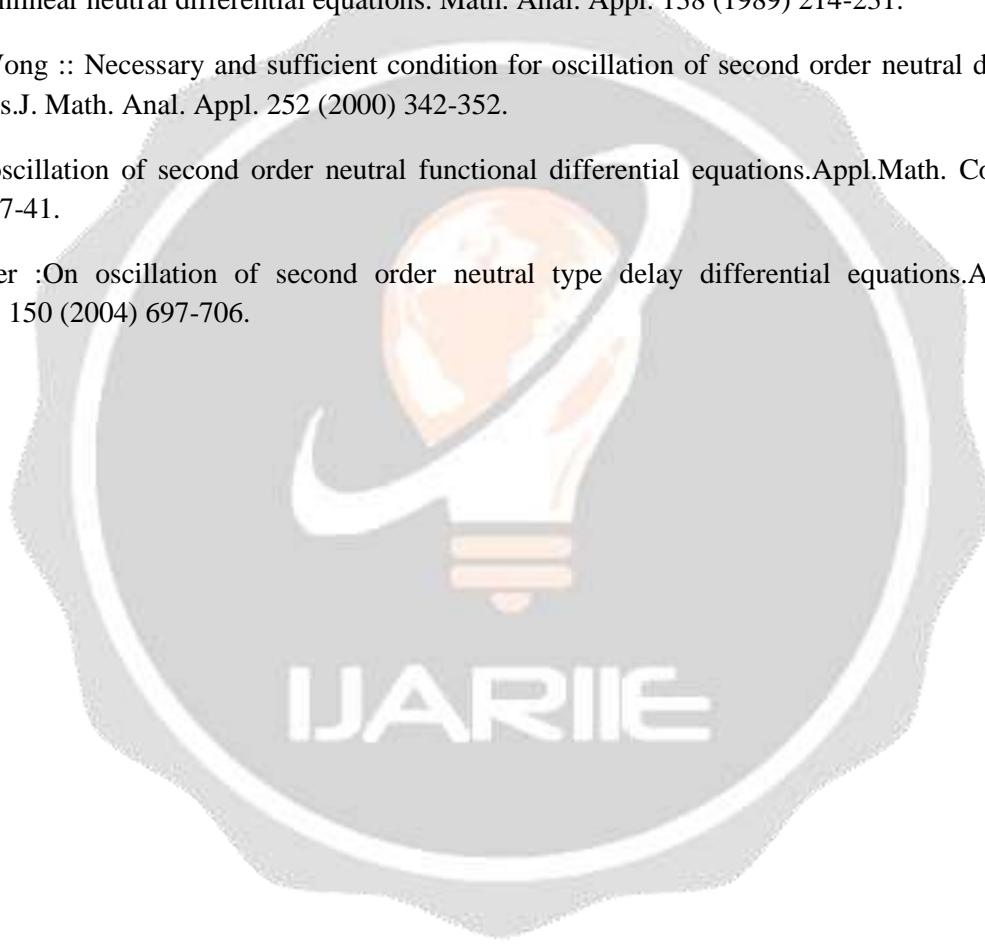 nlinear neutral differential equations. Math. Anal. Appl. 138 (1989) 214-251.
Vong :: Necessary and sufficient condition for oscillation of second order neutral d
s.J. Math. Anal. Appl. 252 (2000) 342-352.
oscillation of second order neutral functional differential equations.Appl.Math. Co
7-41.
er :On oscillation of second order neutral type delay differential equations.A
150 (2004) 697-706.
IJARIIE